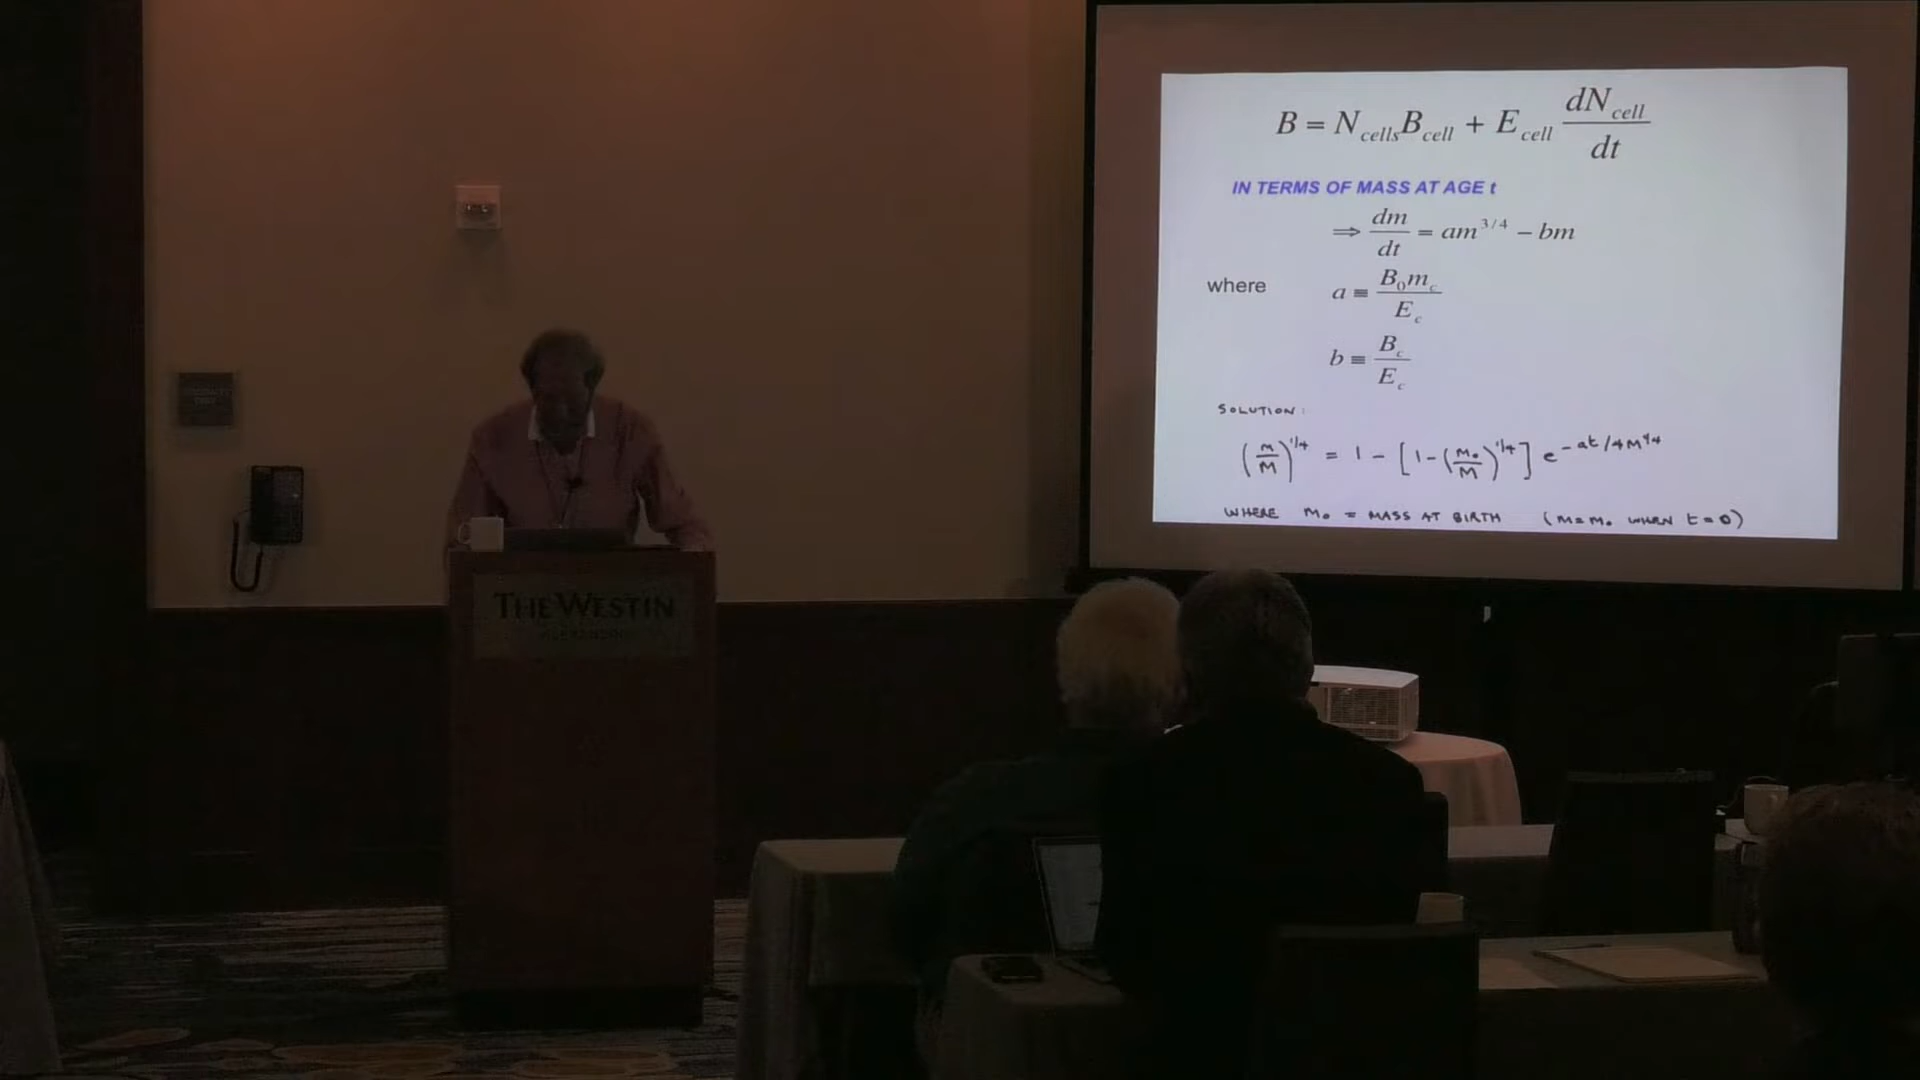 B = N_cells B_cell + E_cell dN_cell/dt
IN TERMS OF MASS AT AGE t
⇒ dm/dt = am^3/4 − bm
where a ≡ B_0 m_c / E_c
b ≡ B_c / E_c
SOLUTION:
(m/M)^1/4 = 1 − [1 − (m_0/M)^1/4] e^−at/4M^1/4
WHERE m_0 = MASS AT BIRTH (m = m_0 WHEN t = 0)
THE WESTIN
ALEXANDRIA